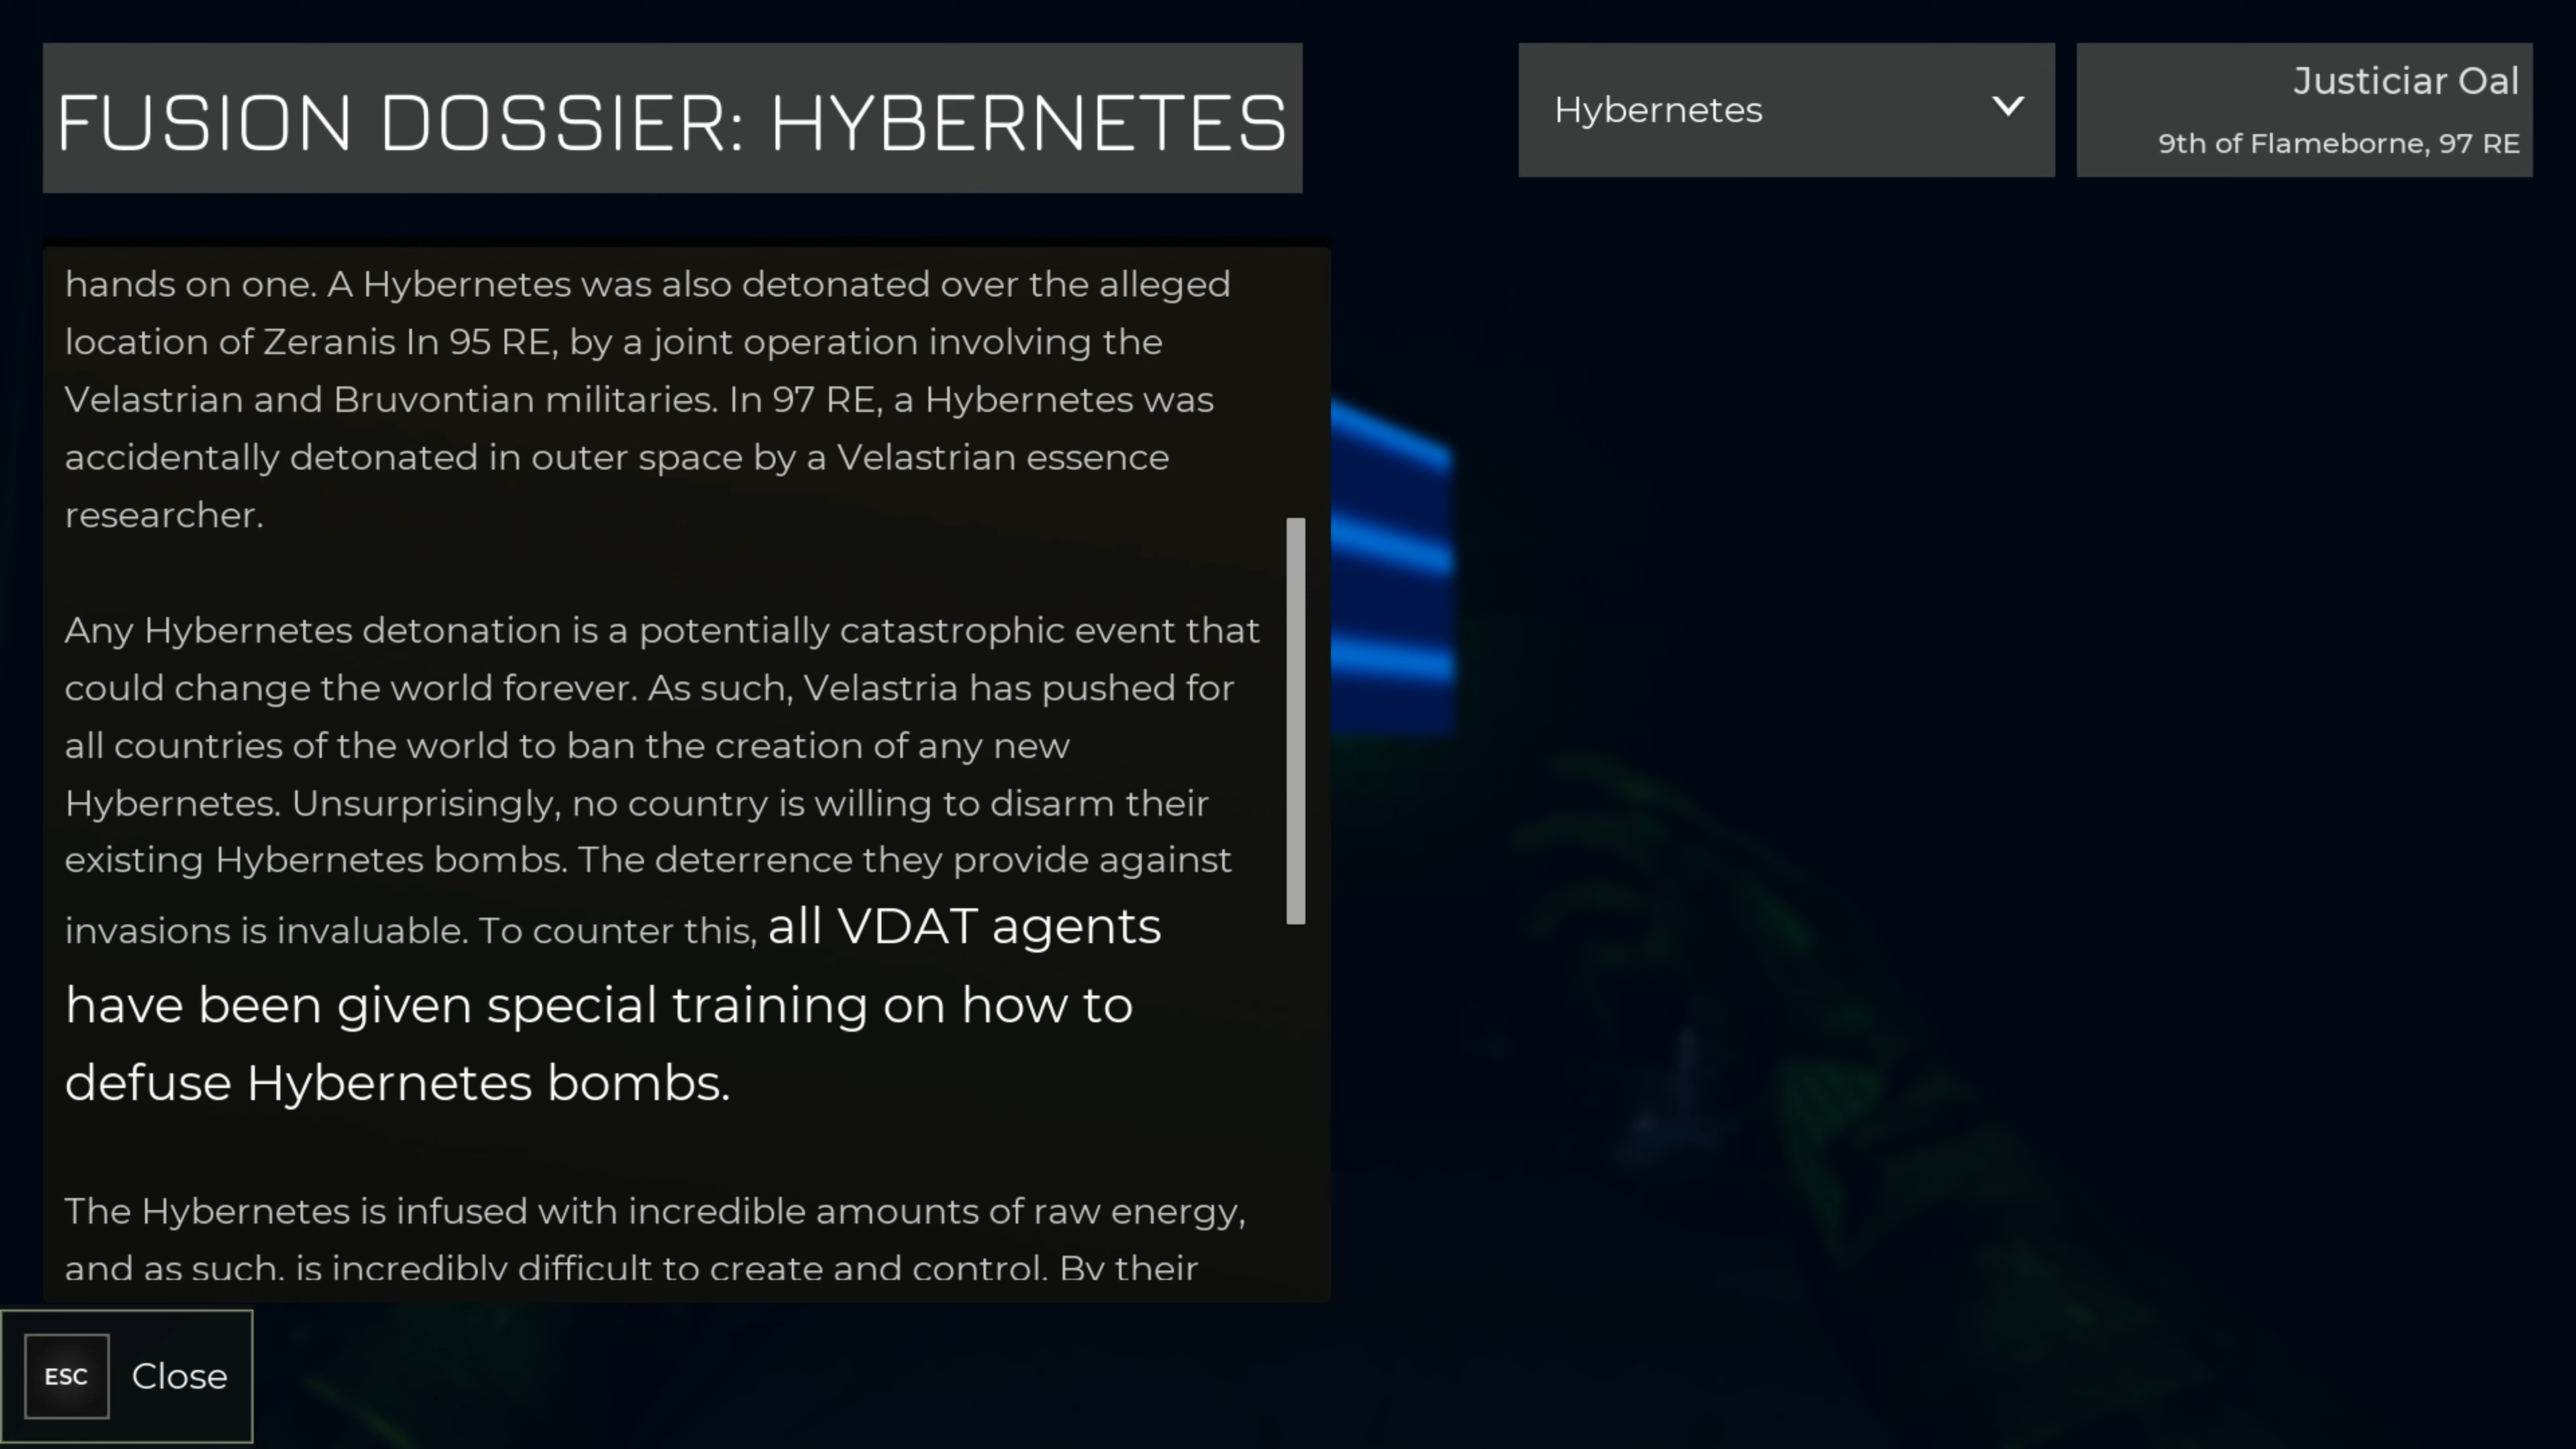 FUSION DOSSIER: HYBERNETES
Hybernetes
Justiciar Oal
9th of Flameborne, 97 RE
hands on one. A Hybernetes was also detonated over the alleged
location of Zeranis In 95 RE, by a joint operation involving the
Velastrian and Bruvontian militaries. In 97 RE, a Hybernetes was
accidentally detonated in outer space by a Velastrian essence
researcher.
Any Hybernetes detonation is a potentially catastrophic event that
could change the world forever. As such, Velastria has pushed for
all countries of the world to ban the creation of any new
Hybernetes. Unsurprisingly, no country is willing to disarm their
existing Hybernetes bombs. The deterrence they provide against
invasions is invaluable. To counter this, all VDAT agents
have been given special training on how to
defuse Hybernetes bombs.
The Hybernetes is infused with incredible amounts of raw energy,
and as such, is incredibly difficult to create and control. By their
ESC Close